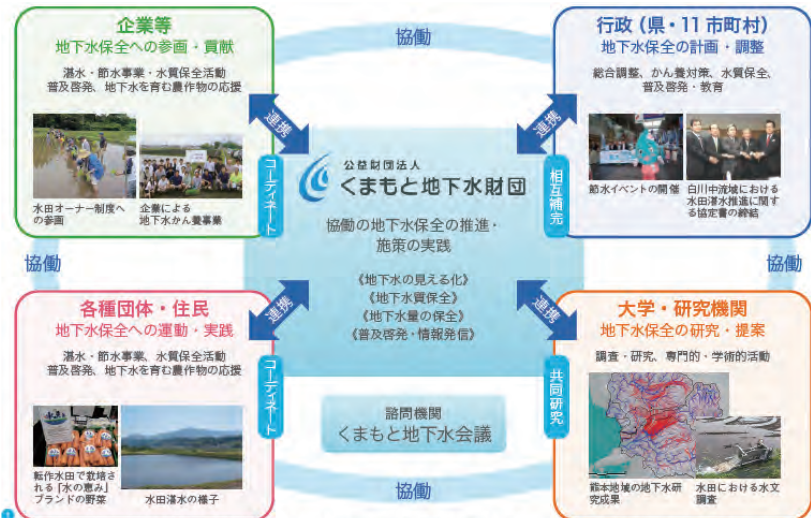 企業等
地下水保全への参画・貢献
湛水・節水事業・水質保全活動
普及啓発、地下水を育む農作物の応援
水田オーナー制度へ
の参画
企業による
地下水かん養事業
連携
コーディネート
協働
行政（県・11市町村）
地下水保全の計画・調整
総合調整、かん養対策、水質保全、
普及啓発・教育
節水イベントの開催
白川中流域における
水田湛水推進に関す
る協定書の締結
連携
相互補完
公益財団法人
くまもと地下水財団
協働の地下水保全の推進・
施策の実践
《地下水の見える化》
《地下水質保全》
《地下水量の保全》
《普及啓発・情報発信》
協働
協働
各種団体・住民
地下水保全への運動・実践
湛水・節水事業、水質保全活動
普及啓発、地下水を育む農作物の応援
転作水田で栽培さ
れる「水の恵み」
ブランドの野菜
水田湛水の様子
連携
コーディネート
諮問機関
くまもと地下水会議
協働
大学・研究機関
地下水保全の研究・提案
調査・研究、専門的・学術的活動
熊本地域の地下水研
究成果
水田における水文
調査
連携
共同研究
1